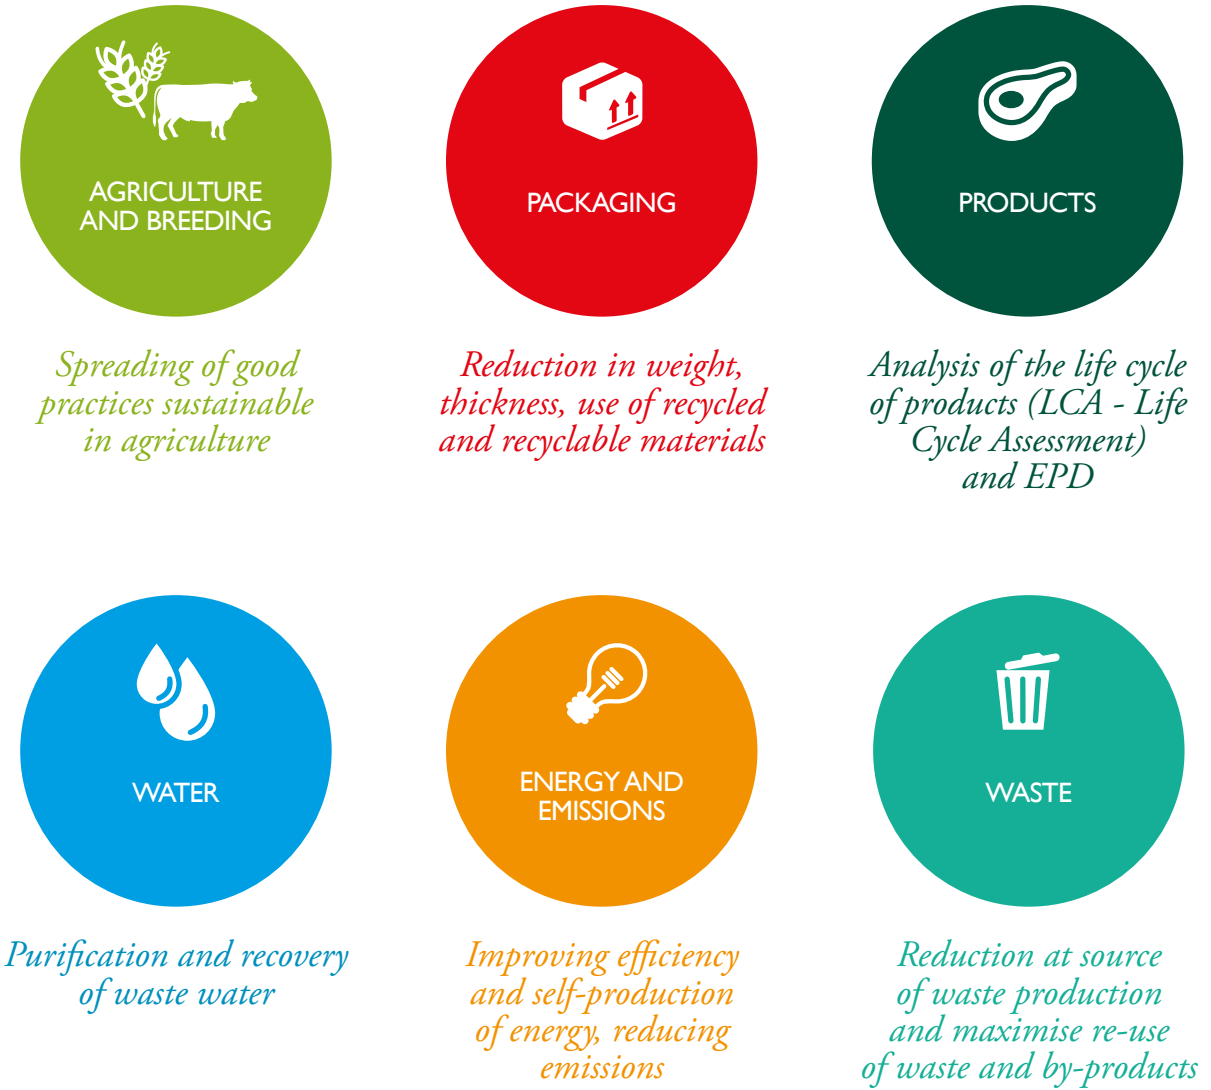 AGRICULTURE
AND BREEDING
Spreading of good
practices sustainable
in agriculture
PACKAGING
Reduction in weight,
thickness, use of recycled
and recyclable materials
PRODUCTS
Analysis of the life cycle
of products (LCA - Life
Cycle Assessment)
and EPD
WATER
Purification and recovery
of waste water
ENERGY AND
EMISSIONS
Improving efficiency
and self-production
of energy, reducing
emissions
WASTE
Reduction at source
of waste production
and maximise re-use
of waste and by-products